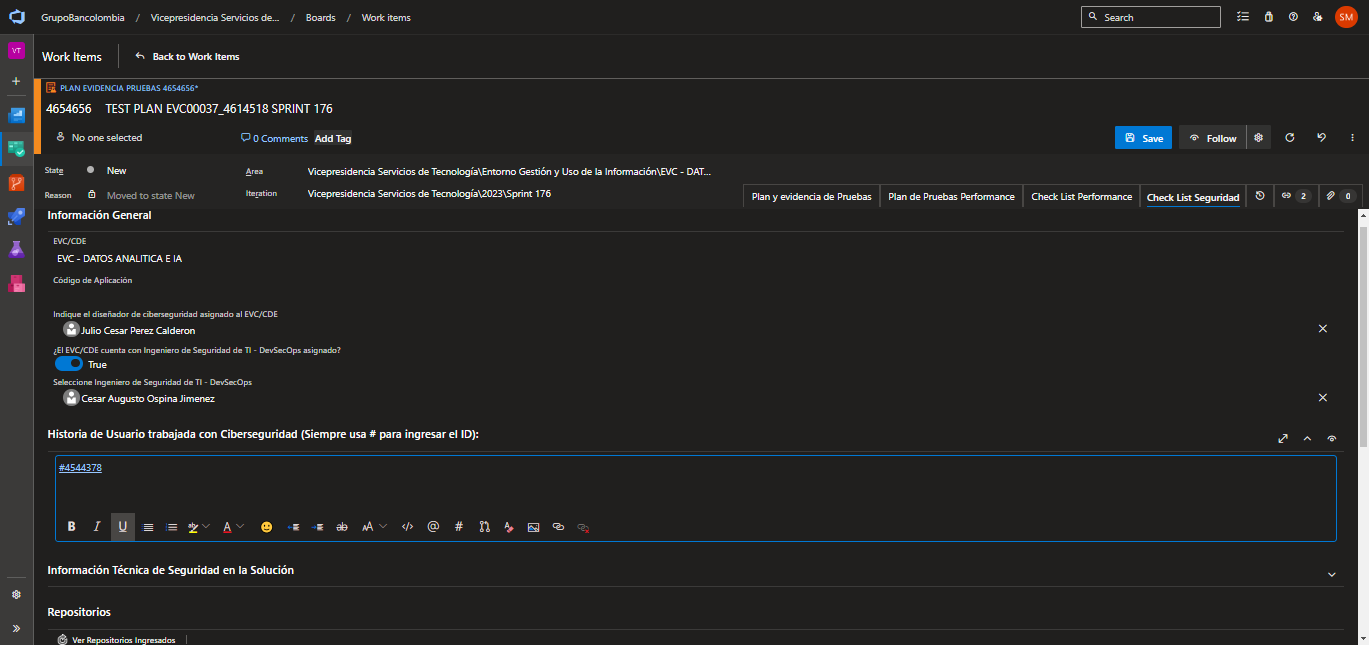 GrupoBancolombia / Vicepresidencia Servicios de... / Boards / Work items
Search
SM
VT
Work Items
Back to Work Items
PLAN EVIDENCIA PRUEBAS 4654656*
4654656 TEST PLAN EVC00037_4614518 SPRINT 176
No one selected
0 Comments
Add Tag
Save
Follow
State
New
Area
Vicepresidencia Servicios de Tecnología\Entorno Gestión y Uso de la Información\EVC - DAT...
Reason
Moved to state New
Iteration
Vicepresidencia Servicios de Tecnología\2023\Sprint 176
Plan y evidencia de Pruebas
Plan de Pruebas Performance
Check List Performance
Check List Seguridad
2
0
Información General
EVC/CDE
EVC - DATOS ANALITICA E IA
Código de Aplicación
Indique el diseñador de ciberseguridad asignado al EVC/CDE
Julio Cesar Perez Calderon
¿El EVC/CDE cuenta con Ingeniero de Seguridad de TI - DevSecOps asignado?
True
Seleccione Ingeniero de Seguridad de TI - DevSecOps
Cesar Augusto Ospina Jimenez
Historia de Usuario trabajada con Ciberseguridad (Siempre usa # para ingresar el ID):
#4544378
Información Técnica de Seguridad en la Solución
Repositorios
Ver Repositorios Ingresados